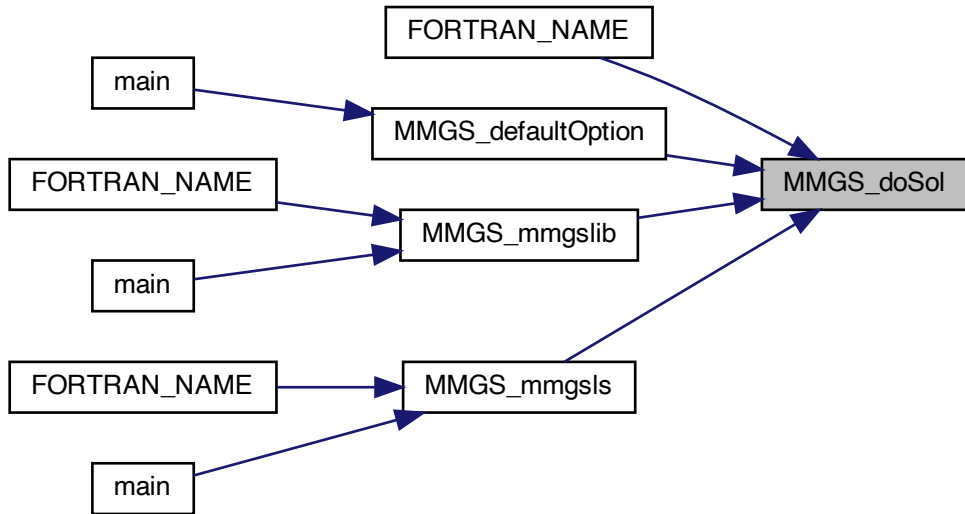 FORTRAN_NAME
main
MMGS_defaultOption
FORTRAN_NAME
MMGS_doSol
MMGS_mmgslib
main
FORTRAN_NAME
MMGS_mmgsls
main